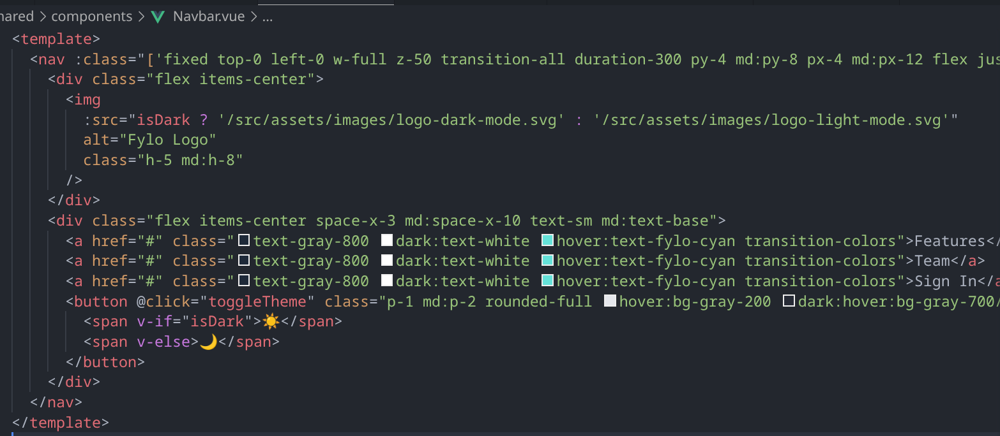 components > Navbar.vue > ...
<template>
<nav :class="['fixed top-0 left-0 w-full z-50 transition-all duration-300 py-4 md:py-8 px-4 md:px-12 flex
<div class="flex items-center">
<img
:src="isDark ? '/src/assets/images/logo-dark-mode.svg' : '/src/assets/images/logo-light-mode.svg'"
alt="Fylo Logo"
class="h-5 md:h-8"
/>
</div>
<div class="flex items-center space-x-3 md:space-x-10 text-sm md:text-base">
<a href="#" class="text-gray-800 dark:text-white hover:text-fylo-cyan transition-colors">Features</
<a href="#" class="text-gray-800 dark:text-white hover:text-fylo-cyan transition-colors">Team</a>
<a href="#" class="text-gray-800 dark:text-white hover:text-fylo-cyan transition-colors">Sign In</a
<button @click="toggleTheme" class="p-1 md:p-2 rounded-full hover:bg-gray-200 dark:hover:bg-gray-700/
<span v-if="isDark">☀️</span>
<span v-else>🌙</span>
</button>
</div>
</nav>
</template>